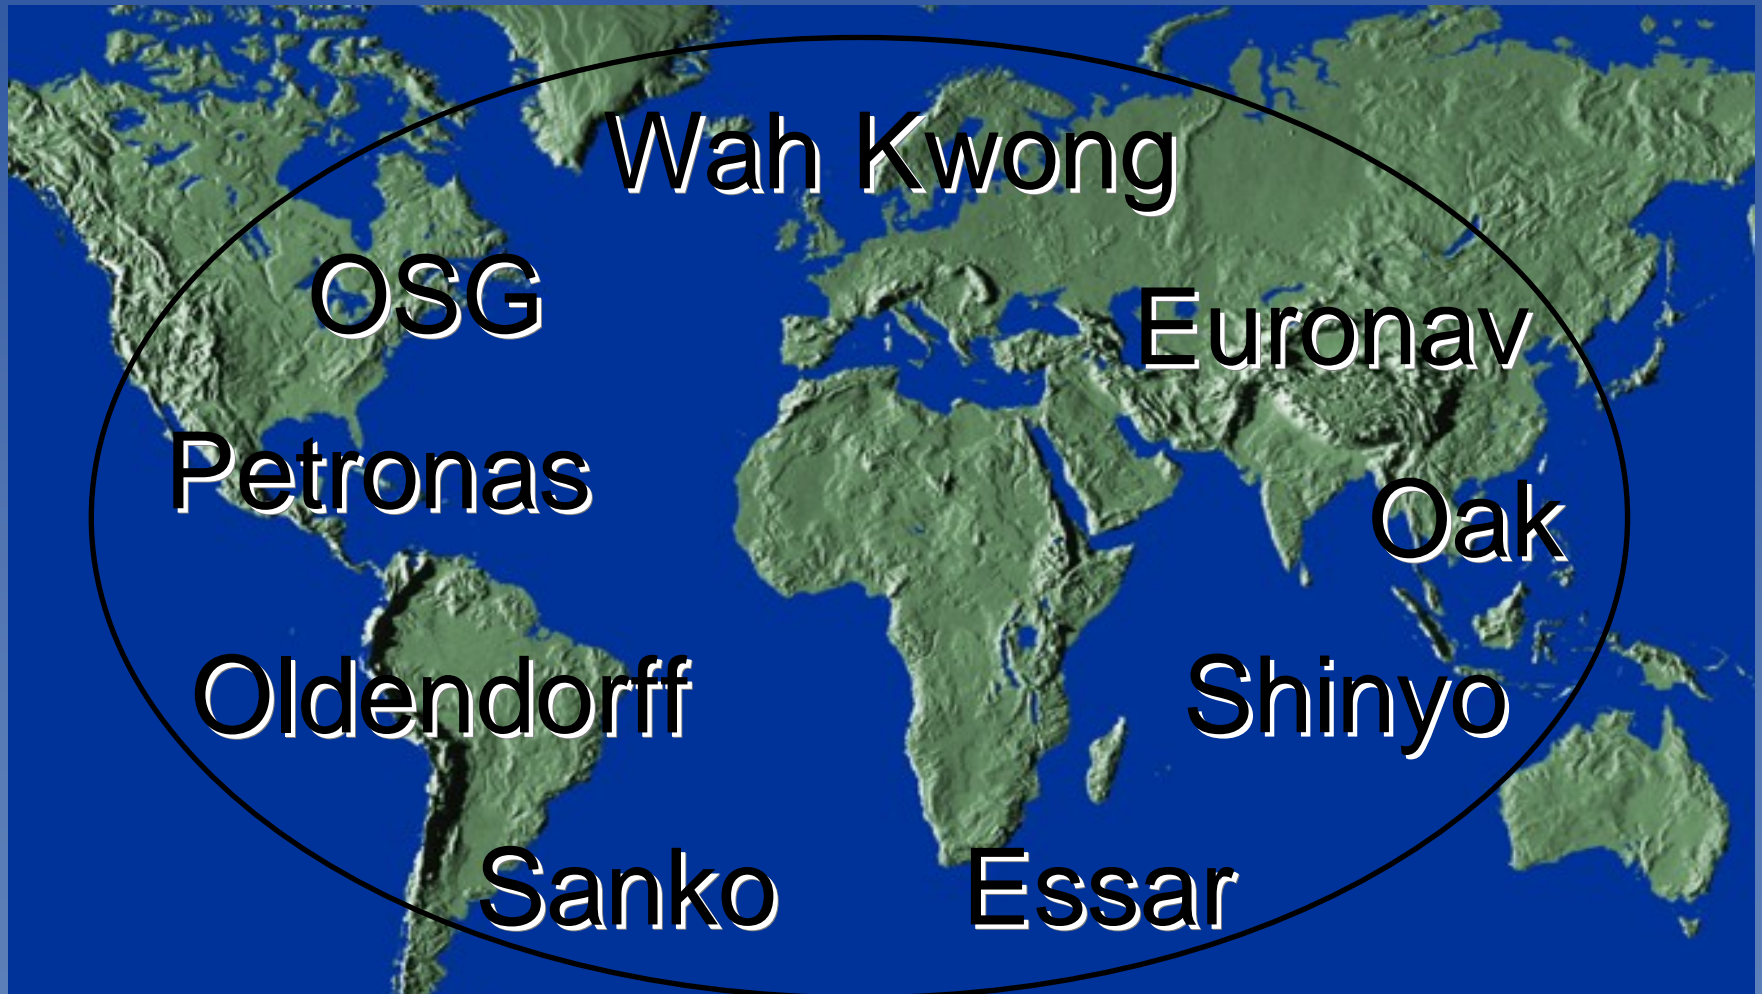 Wah Kwong
OSG
Euronav
Petronas
Oak
Oldendorff
Shinyo
Sanko
Essar